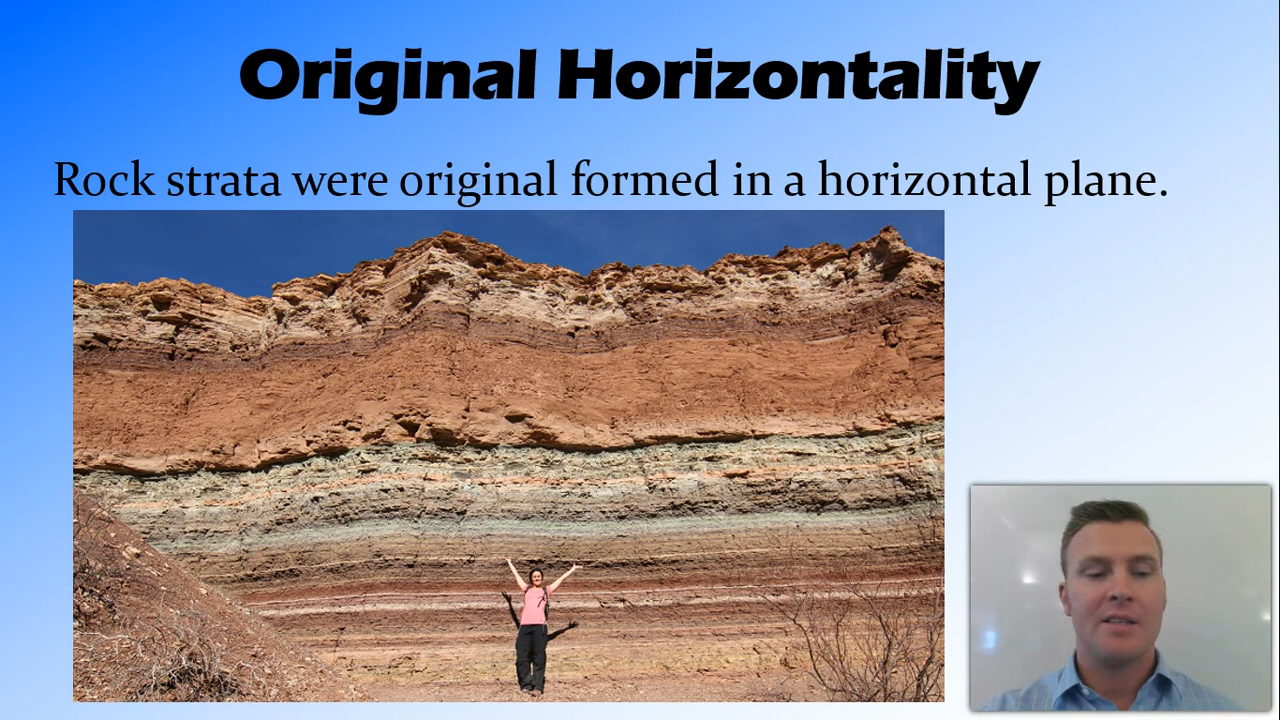 Original Horizontality
Rock strata were original formed in a horizontal plane.